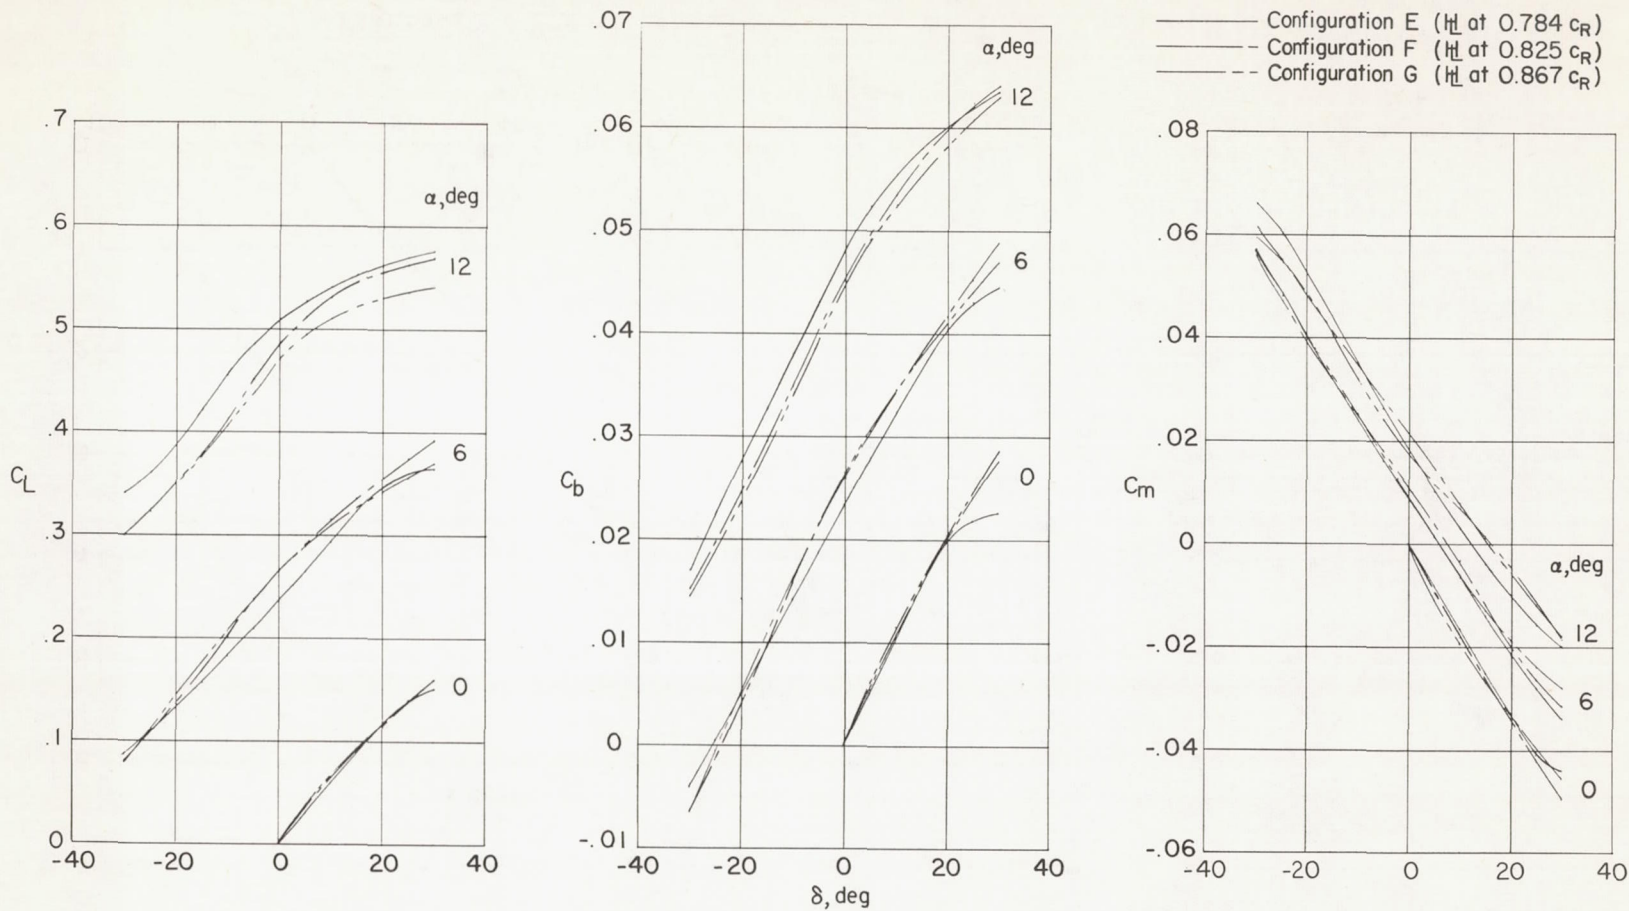 Configuration E (HL at 0.784 cR)
Configuration F (HL at 0.825 cR)
Configuration G (HL at 0.867 cR)
.7
.6
.5
.4
.3
.2
.1
0
CL
α,deg
12
6
0
-40 -20 0 20 40
.07
.06
.05
.04
.03
.02
.01
0
-.01
Cb
α,deg
12
6
0
-40 -20 0 20 40
δ, deg
.08
.06
.04
.02
0
-.02
-.04
-.06
Cm
α,deg
12
6
0
-40 -20 0 20 40